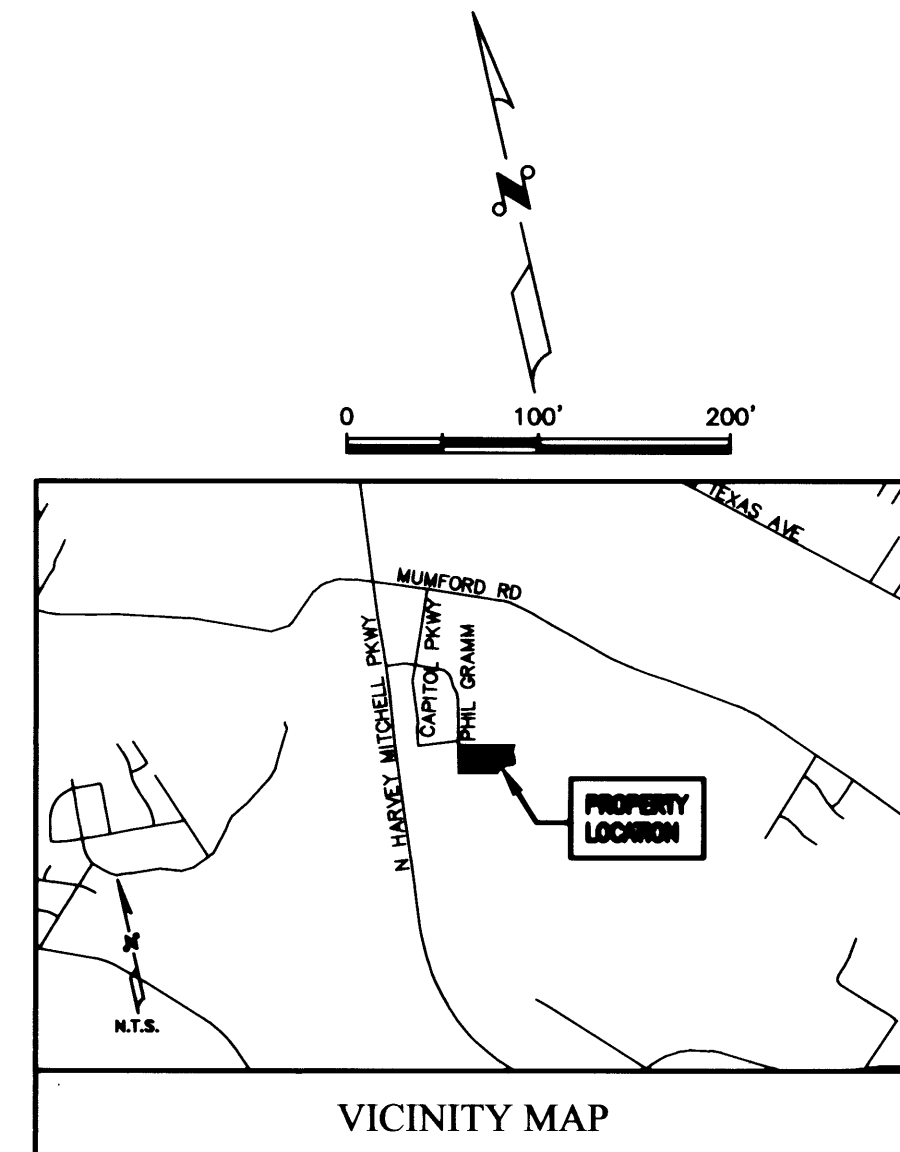 N
0 100' 200'
TEXAS AVE
MUMFORD RD
N HARVEY MITCHELL PKWY
CAPITOL PKWY
PHIL GRAMM
PROPERTY
LOCATION
N.T.S.
VICINITY MAP